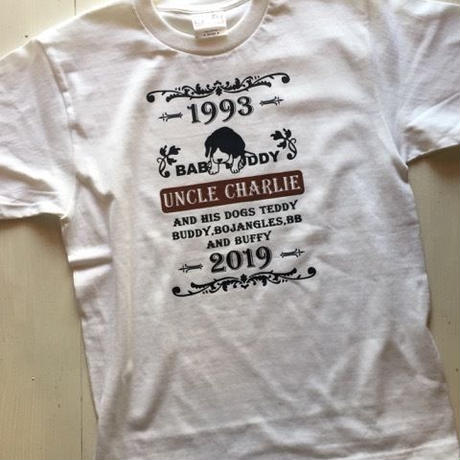 1993
BAB DDY
UNCLE CHARLIE
AND HIS DOGS TEDDY
BUDDY,BOJANGLES,BB
AND BUFFY
2019